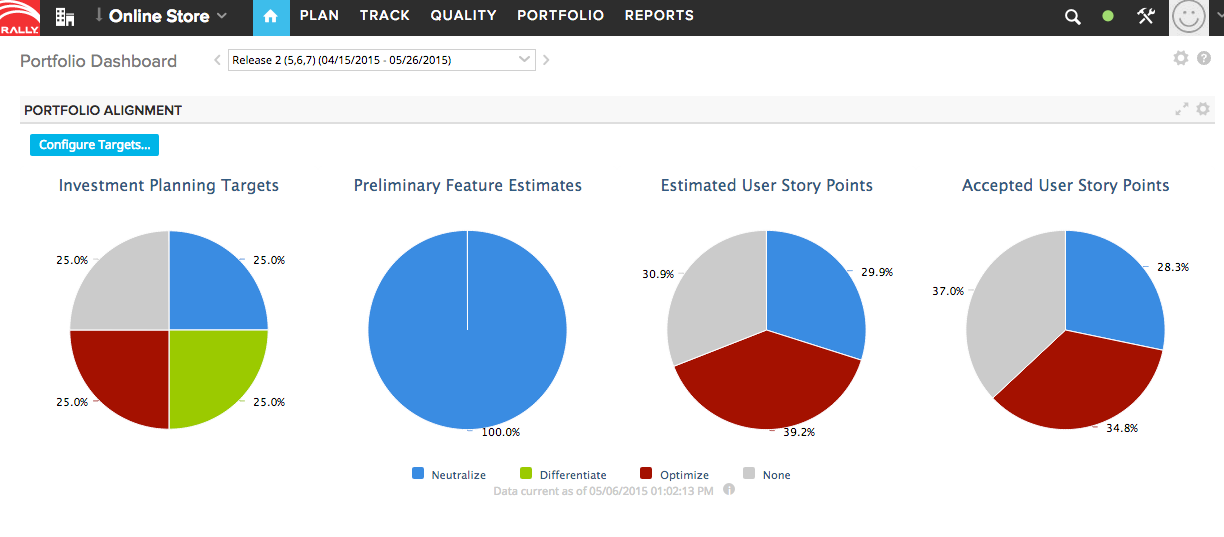 RALLY
Online Store
PLAN TRACK QUALITY PORTFOLIO REPORTS
Portfolio Dashboard
Release 2 (5,6,7) (04/15/2015 - 05/26/2015)
PORTFOLIO ALIGNMENT
Configure Targets...
Investment Planning Targets
25.0% 25.0%
25.0% 25.0%
Preliminary Feature Estimates
100.0%
Estimated User Story Points
30.9% 29.9%
39.2%
Accepted User Story Points
37.0% 28.3%
34.8%
Neutralize Differentiate Optimize None
Data current as of 05/06/2015 01:02:13 PM